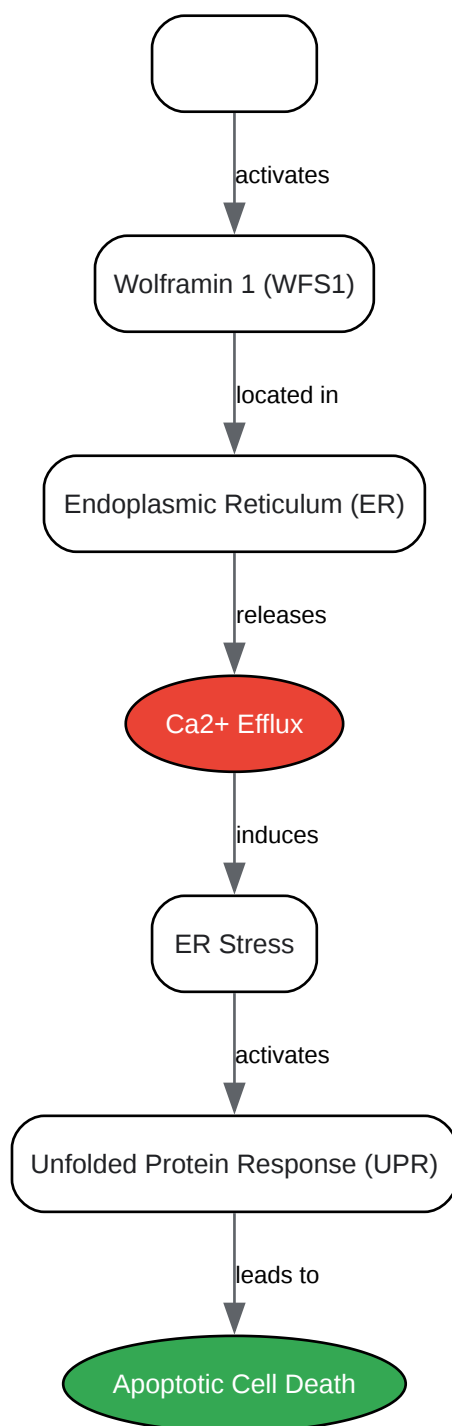 activates
Wolframin 1 (WFS1)
located in
Endoplasmic Reticulum (ER)
releases
Ca2+ Efflux
induces
ER Stress
activates
Unfolded Protein Response (UPR)
leads to
Apoptotic Cell Death